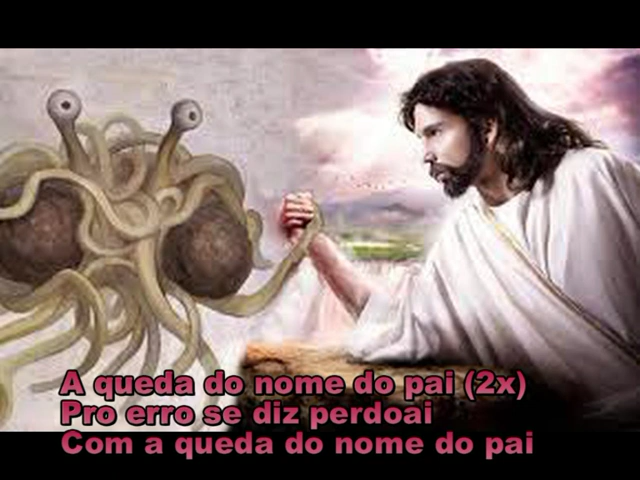 A queda do nome do pai (2x)
Pro erro se diz perdoai
Com a queda do nome do pai